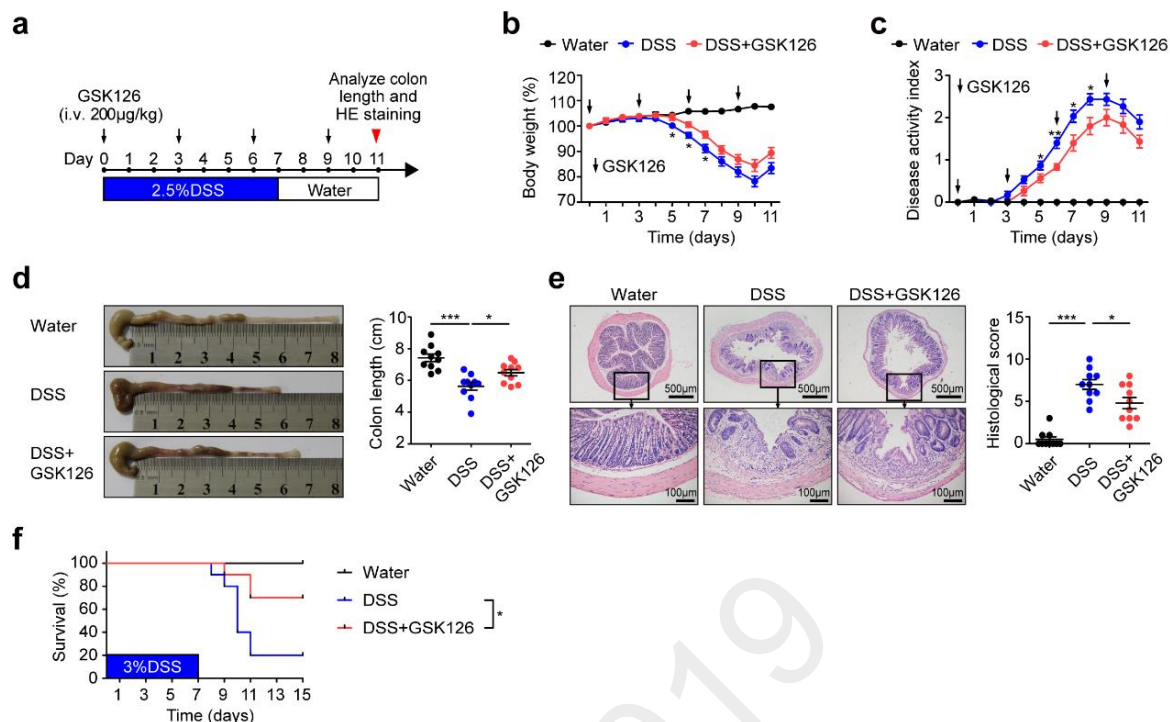 a
GSK126
(i.v. 200μg/kg)
Analyze colon
length and
HE staining
Day 0 1 2 3 4 5 6 7 8 9 10 11
2.5%DSS
Water
b
Water DSS DSS+GSK126
Body weight (%)
120
110
100
90
80
70
GSK126
* * *
1 3 5 7 9 11
Time (days)
c
Water DSS DSS+GSK126
Disease activity index
3
2
1
0
GSK126
* ** * *
1 3 5 7 9 11
Time (days)
d
Water
1 2 3 4 5 6 7 8
DSS
1 2 3 4 5 6 7 8
DSS+
GSK126
1 2 3 4 5 6 7 8
Colon length (cm)
10
8
6
4
2
*** *
Water
DSS
DSS+
GSK126
e
Water DSS DSS+GSK126
500μm 500μm 500μm
100μm 100μm 100μm
Histological score
15
10
5
0
*** *
Water
DSS
DSS+
GSK126
f
Survival (%)
100
80
60
40
20
0
3%DSS
1 3 5 7 9 11 13 15
Time (days)
Water
DSS
DSS+GSK126
*
19